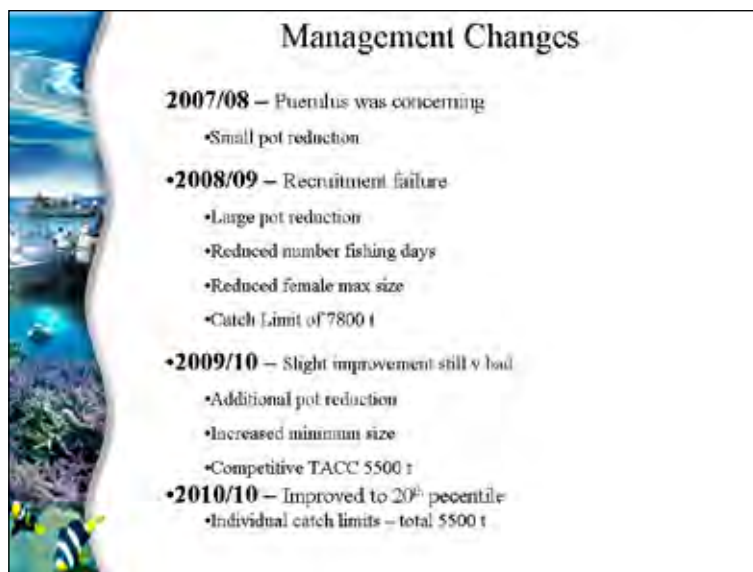 Management Changes
2007/08 – Puerulus was concerning
•Small pot reduction
•2008/09 – Recruitment failure
•Large pot reduction
•Reduced number fishing days
•Reduced female max size
•Catch Limit of 7800 t
•2009/10 – Slight improvement still v bad
•Additional pot reduction
•Increased minimum size
•Competitive TACC 5500 t
•2010/10 – Improved to 20th pecentile
•Individual catch limits – total 5500 t